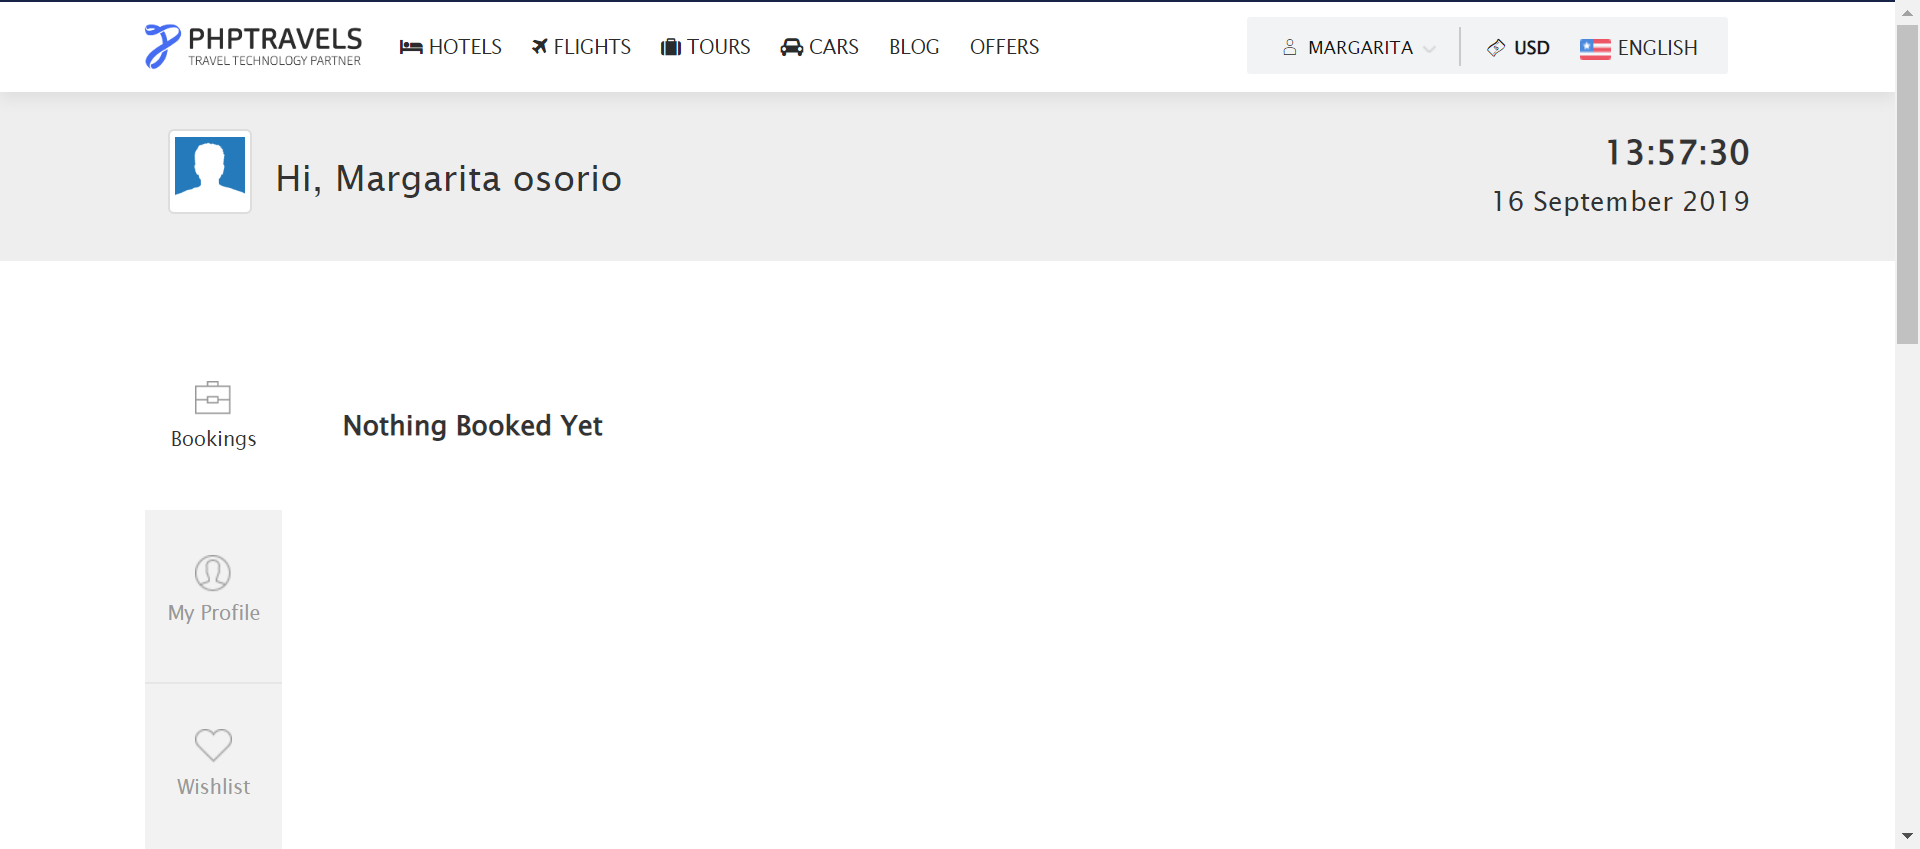 PHPTRAVELS
TRAVEL TECHNOLOGY PARTNER
HOTELS FLIGHTS TOURS CARS BLOG OFFERS
MARGARITA USD ENGLISH
Hi, Margarita osorio
13:57:30
16 September 2019
Bookings
Nothing Booked Yet
My Profile
Wishlist